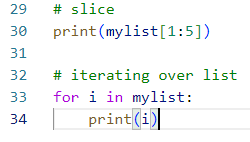 29 # slice
30 print(mylist[1:5])
31
32 # iterating over list
33 for i in mylist:
34     print(i)